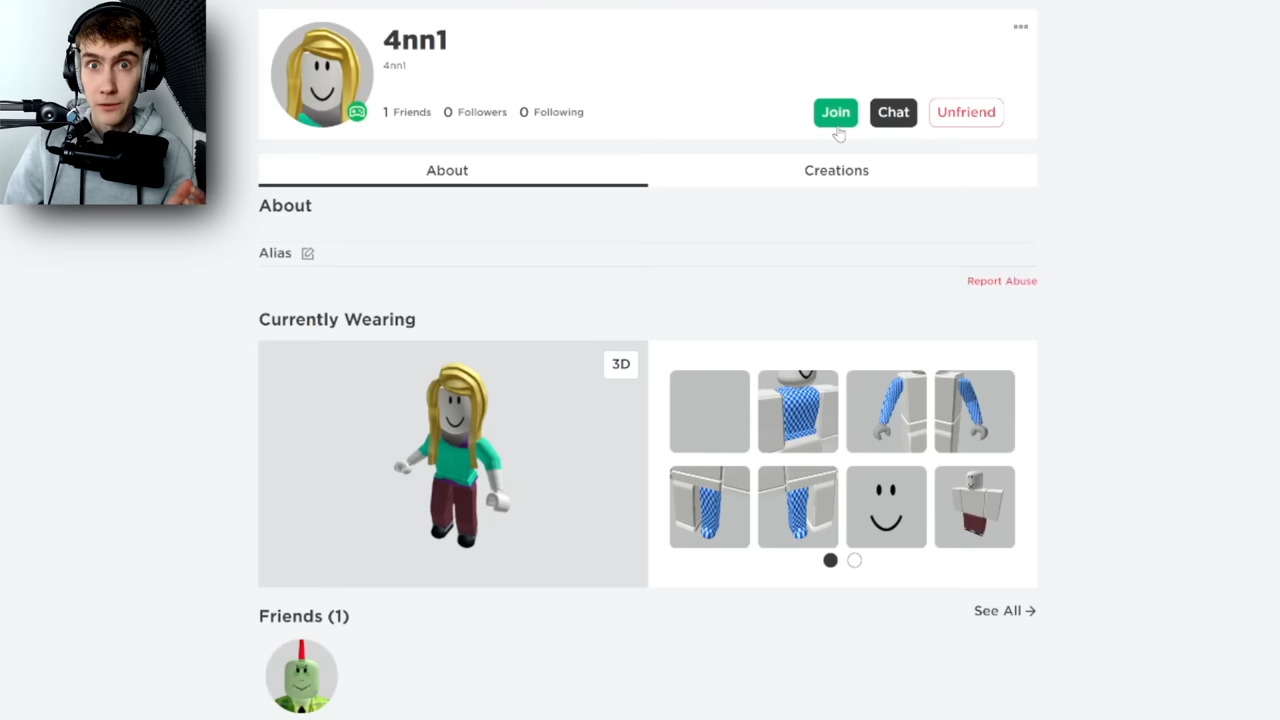 4nn1
4nn1
1 Friends 0 Followers 0 Following
Join Chat Unfriend
About Creations
About
Alias
Report Abuse
Currently Wearing
3D
Friends (1)
See All →